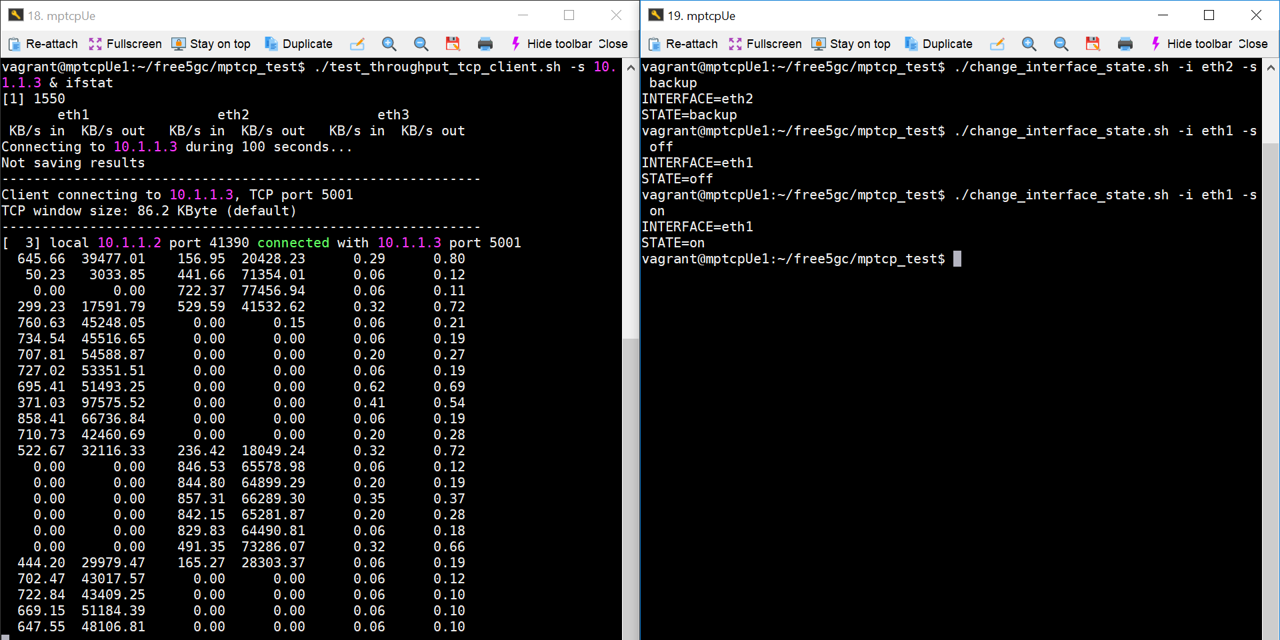 18. mptcpUe
Re-attach Fullscreen Stay on top Duplicate Hide toolbar Close
vagrant@mptcpUe1:~/free5gc/mptcp_test$ ./test_throughput_tcp_client.sh -s 10.
1.1.3 & ifstat
[1] 1550
eth1 eth2 eth3
KB/s in KB/s out KB/s in KB/s out KB/s in KB/s out
Connecting to 10.1.1.3 during 100 seconds...
Not saving results
------------------------------------------------------------
Client connecting to 10.1.1.3, TCP port 5001
TCP window size: 86.2 KByte (default)
------------------------------------------------------------
[ 3] local 10.1.1.2 port 41390 connected with 10.1.1.3 port 5001
645.66 39477.01 156.95 20428.23 0.29 0.80
50.23 3033.85 441.66 71354.01 0.06 0.12
0.00 0.00 722.37 77456.94 0.06 0.11
299.23 17591.79 529.59 41532.62 0.32 0.72
760.63 45248.05 0.00 0.15 0.06 0.21
734.54 45516.65 0.00 0.00 0.06 0.19
707.81 54588.87 0.00 0.00 0.20 0.27
727.02 53351.51 0.00 0.00 0.06 0.19
695.41 51493.25 0.00 0.00 0.62 0.69
371.03 97575.52 0.00 0.00 0.41 0.54
858.41 66736.84 0.00 0.00 0.06 0.19
710.73 42460.69 0.00 0.00 0.20 0.28
522.67 32116.33 236.42 18049.24 0.32 0.72
0.00 0.00 846.53 65578.98 0.06 0.12
0.00 0.00 844.80 64899.29 0.20 0.19
0.00 0.00 857.31 66289.30 0.35 0.37
0.00 0.00 842.15 65281.87 0.20 0.28
0.00 0.00 829.83 64490.81 0.06 0.18
0.00 0.00 491.35 73286.07 0.32 0.66
444.20 29979.47 165.27 28303.37 0.06 0.19
702.47 43017.57 0.00 0.00 0.06 0.12
722.84 43409.25 0.00 0.00 0.06 0.10
669.15 51184.39 0.00 0.00 0.06 0.10
647.55 48106.81 0.00 0.00 0.06 0.10
19. mptcpUe
Re-attach Fullscreen Stay on top Duplicate Hide toolbar Close
vagrant@mptcpUe1:~/free5gc/mptcp_test$ ./change_interface_state.sh -i eth2 -s
backup
INTERFACE=eth2
STATE=backup
vagrant@mptcpUe1:~/free5gc/mptcp_test$ ./change_interface_state.sh -i eth1 -s
off
INTERFACE=eth1
STATE=off
vagrant@mptcpUe1:~/free5gc/mptcp_test$ ./change_interface_state.sh -i eth1 -s
on
INTERFACE=eth1
STATE=on
vagrant@mptcpUe1:~/free5gc/mptcp_test$